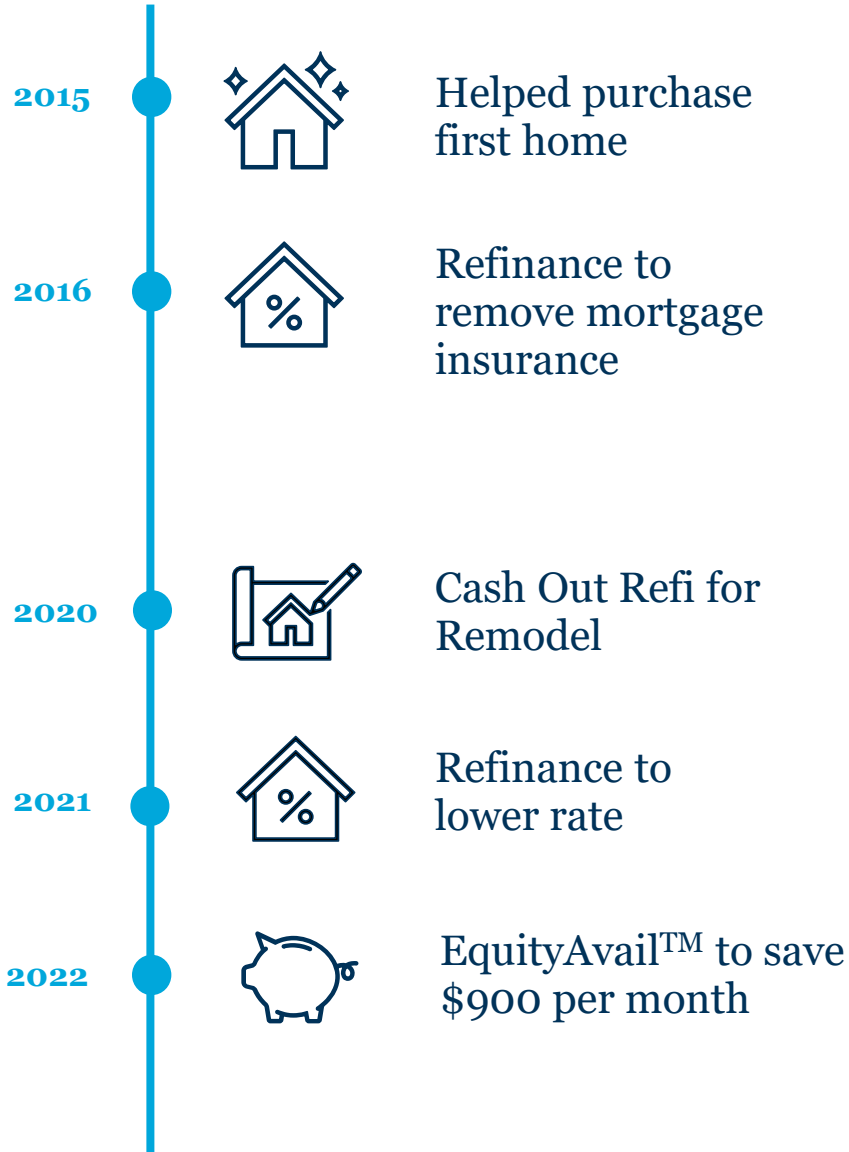 2015
Helped purchase
first home
2016
Refinance to
remove mortgage
insurance
2020
Cash Out Refi for
Remodel
2021
Refinance to
lower rate
2022
EquityAvail™ to save
$900 per month